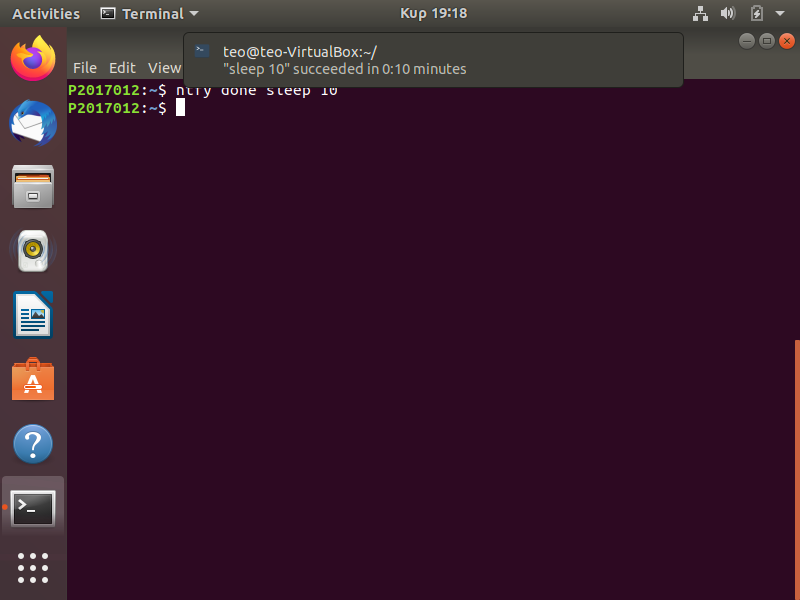 Activities
Terminal
Κυρ 19:18
teo@teo-VirtualBox:~/
"sleep 10" succeeded in 0:10 minutes
File Edit View
P2017012:~$ ntfy done sleep 10
P2017012:~$